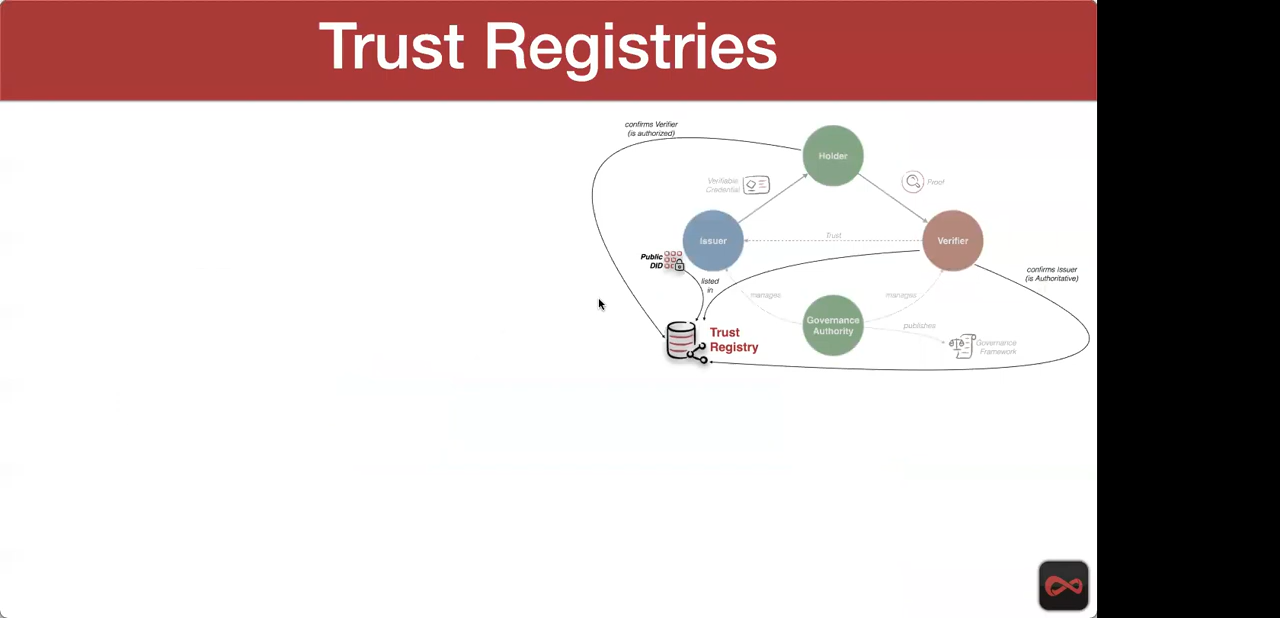 Trust Registries
confirms Verifier
(is authorized)
Holder
Verifiable
Credential
Proof
Issuer
Trust
Verifier
Public
DID
listed
in
confirms Issuer
(is Authoritative)
manages
manages
Governance
Authority
publishes
Trust
Registry
Governance
Framework